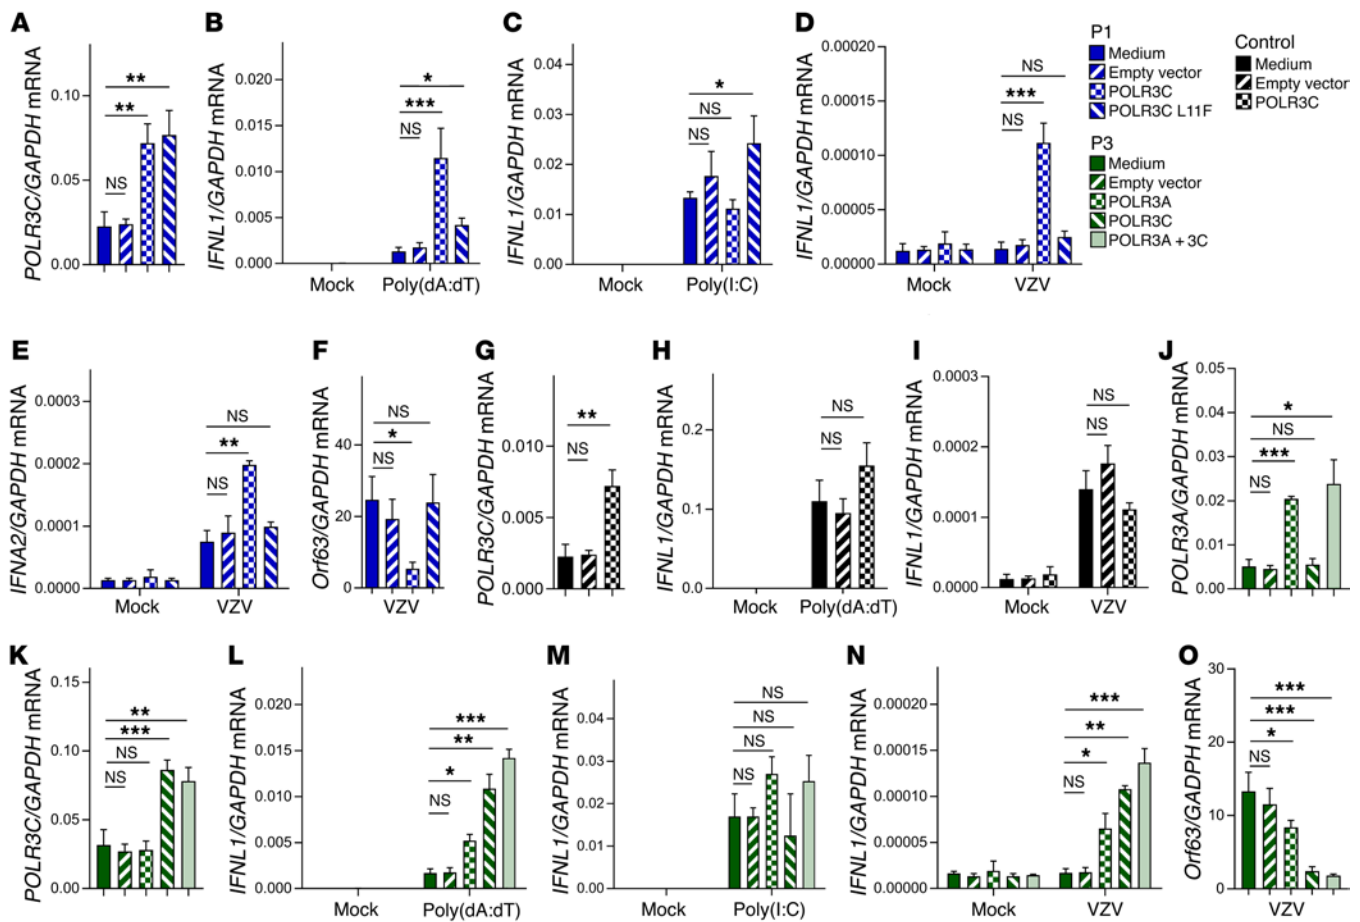 A
POLR3C/GAPDH mRNA
0.10
0.05
0.00
**
**
NS
B
IFNL1/GAPDH mRNA
0.020
0.015
0.010
0.005
0.000
*
***
NS
Mock
Poly(dA:dT)
C
IFNL1/GAPDH mRNA
0.04
0.03
0.02
0.01
0.00
*
NS
NS
Mock
Poly(I:C)
D
IFNL1/GAPDH mRNA
0.00020
0.00015
0.00010
0.00005
0.00000
NS
***
NS
Mock
VZV
P1
Medium
Empty vector
POLR3C
POLR3C L11F
P3
Medium
Empty vector
POLR3A
POLR3C
POLR3A + 3C
Control
Medium
Empty vector
POLR3C
E
IFNA2/GAPDH mRNA
0.0003
0.0002
0.0001
0.0000
NS
**
NS
Mock
VZV
F
Orf63/GAPDH mRNA
40
20
0
NS
*
NS
VZV
G
POLR3C/GAPDH mRNA
0.010
0.005
0.000
**
NS
H
IFNL1/GAPDH mRNA
0.2
0.1
0.0
NS
NS
Mock
Poly(dA:dT)
I
IFNL1/GAPDH mRNA
0.0003
0.0002
0.0001
0.0000
NS
NS
Mock
VZV
J
POLR3A/GAPDH mRNA
0.05
0.04
0.03
0.02
0.01
0.00
*
NS
***
NS
K
POLR3C/GAPDH mRNA
0.15
0.10
0.05
0.00
**
***
NS
NS
L
IFNL1/GAPDH mRNA
0.020
0.015
0.010
0.005
0.000
***
**
*
NS
Mock
Poly(dA:dT)
M
IFNL1/GAPDH mRNA
0.04
0.03
0.02
0.01
0.00
NS
NS
NS
NS
Mock
Poly(I:C)
N
IFNL1/GAPDH mRNA
0.00020
0.00015
0.00010
0.00005
0.00000
***
**
*
NS
Mock
VZV
O
Orf63/GADPH mRNA
30
20
10
0
***
***
*
NS
VZV